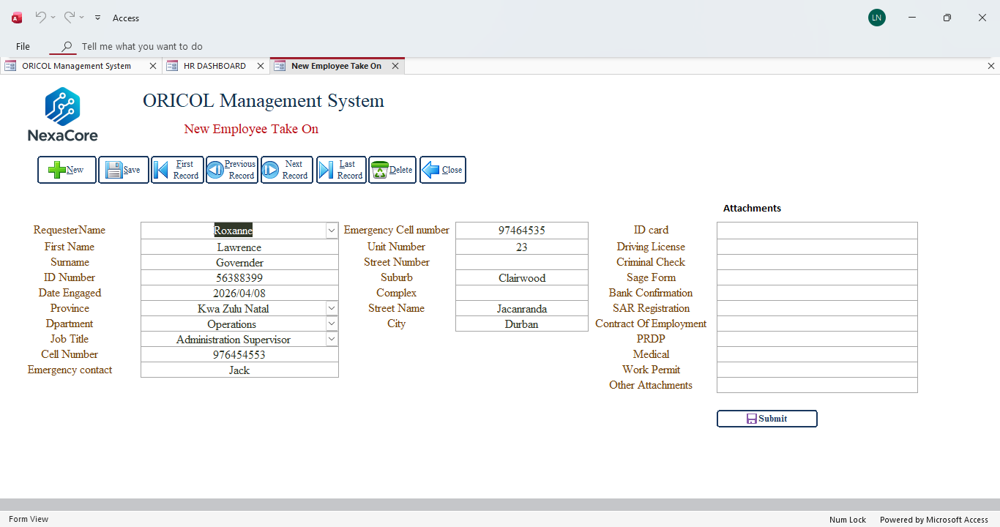 Access
LN
File
Tell me what you want to do
ORICOL Management System
HR DASHBOARD
New Employee Take On
NexaCore
ORICOL Management System
New Employee Take On
New
Save
First Record
Previous Record
Next Record
Last Record
Delete
Close
Attachments
RequesterName Roxanne
First Name Lawrence
Surname Governder
ID Number 56388399
Date Engaged 2026/04/08
Province Kwa Zulu Natal
Dpartment Operations
Job Title Administration Supervisor
Cell Number 976454553
Emergency contact Jack
Emergency Cell number 97464535
Unit Number 23
Street Number
Suburb Clairwood
Complex
Street Name Jacanranda
City Durban
ID card
Driving License
Criminal Check
Sage Form
Bank Confirmation
SAR Registration
Contract Of Employment
PRDP
Medical
Work Permit
Other Attachments
Submit
Form View
Num Lock
Powered by Microsoft Access